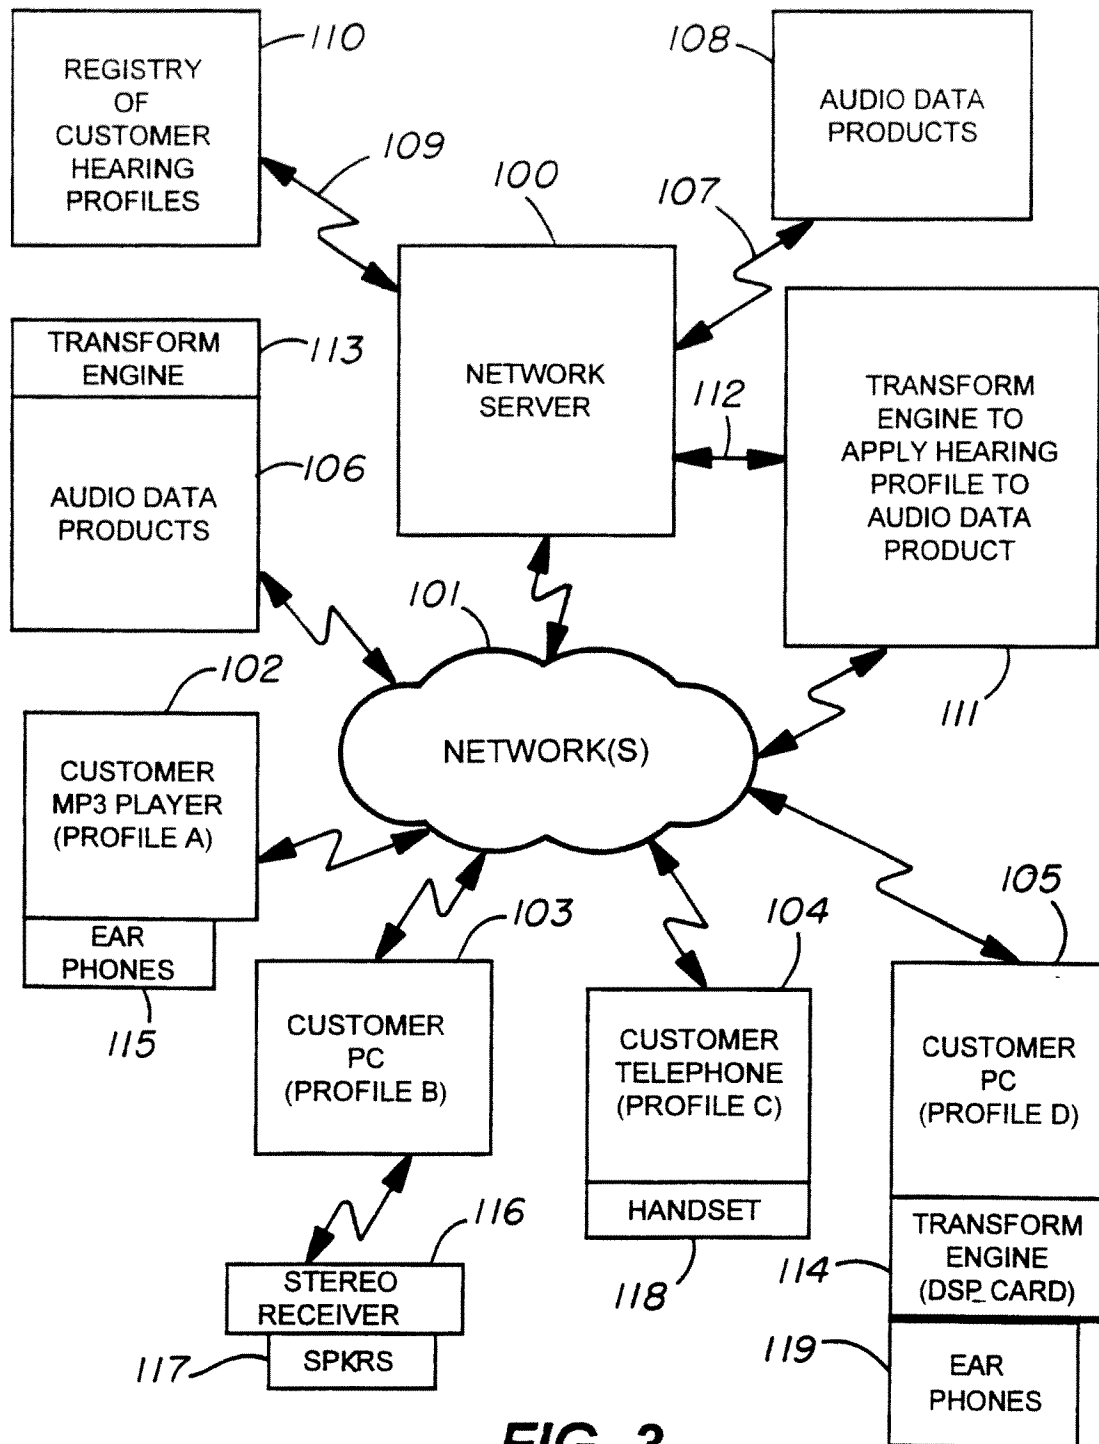 110
REGISTRY
OF
CUSTOMER
HEARING
PROFILES
109
100
108
AUDIO DATA
PRODUCTS
107
NETWORK
SERVER
112
TRANSFORM
ENGINE TO
APPLY HEARING
PROFILE TO
AUDIO DATA
PRODUCT
111
TRANSFORM
ENGINE
113
AUDIO DATA
PRODUCTS
106
101
NETWORK(S)
102
CUSTOMER
MP3 PLAYER
(PROFILE A)
EAR
PHONES
115
103
CUSTOMER
PC
(PROFILE B)
116
STEREO
RECEIVER
117
SPKRS
104
CUSTOMER
TELEPHONE
(PROFILE C)
HANDSET
118
105
CUSTOMER
PC
(PROFILE D)
TRANSFORM
ENGINE
(DSP CARD)
114
119
EAR
PHONES
FIG. 3